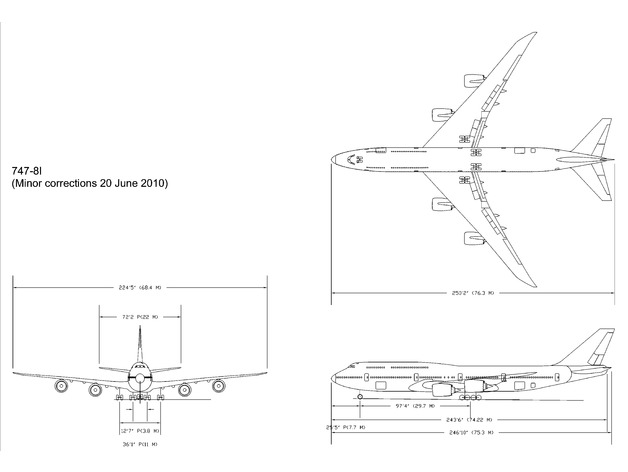 747-8I
(Minor corrections 20 June 2010)
224'5" (68.4 M)
72'2 P(22 M)
12'7" P(3.8 M)
36'1" P(11 M)
253'2" (76.3 M)
97'4" (29.7 M)
25'5" P(7.7 M)
243'6" (74.22 M)
246'10" (75.3 M)